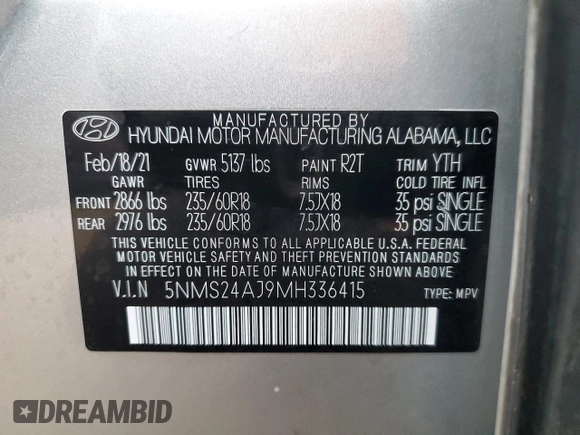 MANUFACTURED BY
HYUNDAI MOTOR MANUFACTURING ALABAMA, LLC
Feb/18/21 GVWR 5137 lbs PAINT R2T TRIM YTH
GAWR TIRES RIMS COLD TIRE INFL
FRONT 2866 lbs 235/60R18 7.5JX18 35 psi SINGLE
REAR 2976 lbs 235/60R18 7.5JX18 35 psi SINGLE
THIS VEHICLE CONFORMS TO ALL APPLICABLE U.S.A. FEDERAL
MOTOR VEHICLE SAFETY AND THEFT PREVENTION STANDARDS
IN EFFECT ON THE DATE OF MANUFACTURE SHOWN ABOVE.
V.I.N 5NMS24AJ9MH336415 TYPE: MPV
DREAMBID